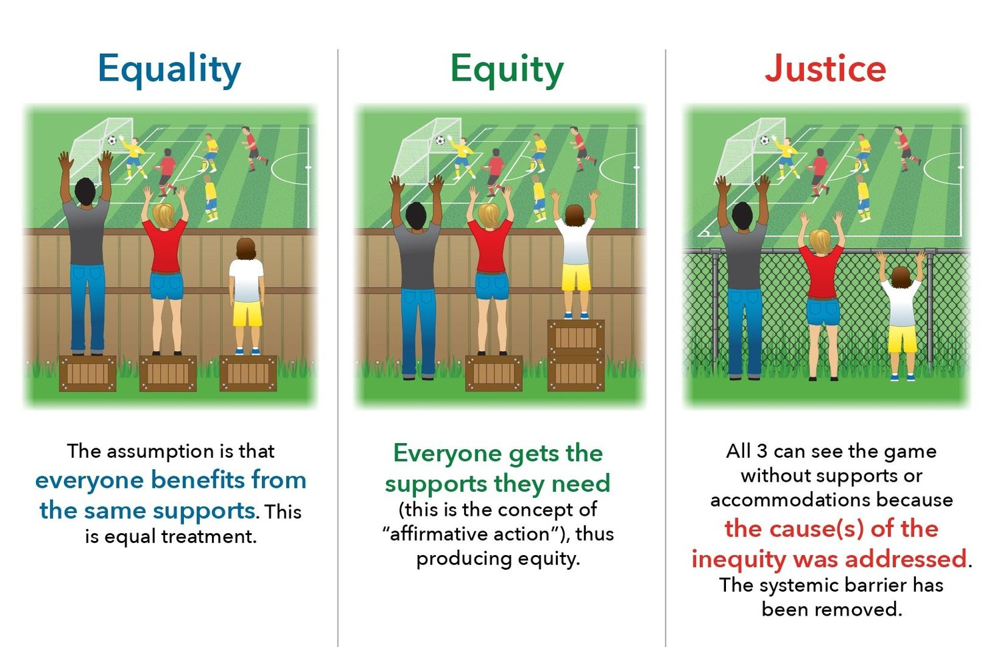 Equality
The assumption is that
everyone benefits from
the same supports. This
is equal treatment.
Equity
Everyone gets the
supports they need
(this is the concept of
“affirmative action”), thus
producing equity.
Justice
All 3 can see the game
without supports or
accommodations because
the cause(s) of the
inequity was addressed.
The systemic barrier has
been removed.